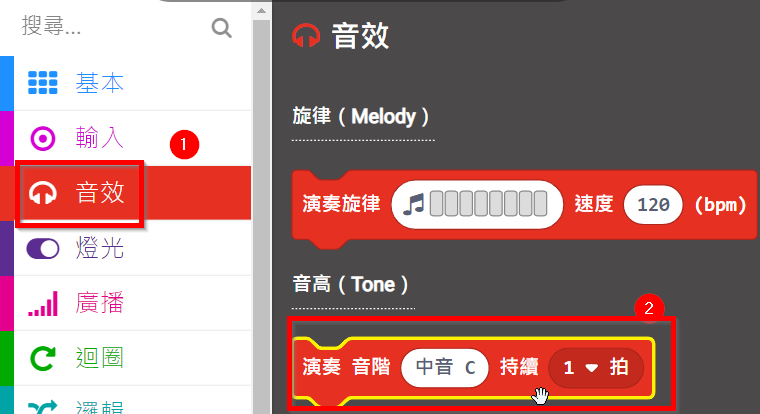 搜尋...
基本
輸入
1
音效
燈光
廣播
迴圈
邏輯
音效
旋律 ( Melody )
演奏旋律 速度 120 (bpm)
音高 ( Tone )
2
演奏 音階 中音 C 持續 1 拍